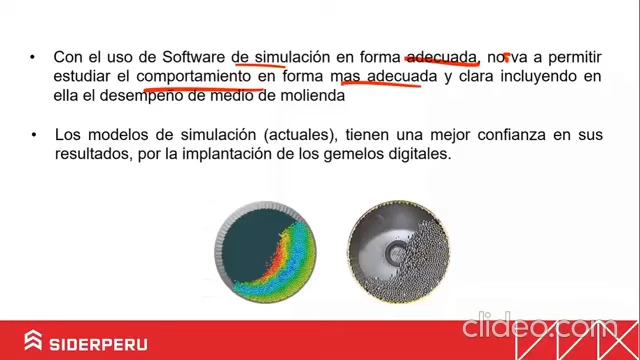 Con el uso de Software de simulación en forma adecuada, nos va a permitir
estudiar el comportamiento en forma mas adecuada y clara incluyendo en
ella el desempeño de medio de molienda
Los modelos de simulación (actuales), tienen una mejor confianza en sus
resultados, por la implantación de los gemelos digitales.
SIDERPERU
clideo.com